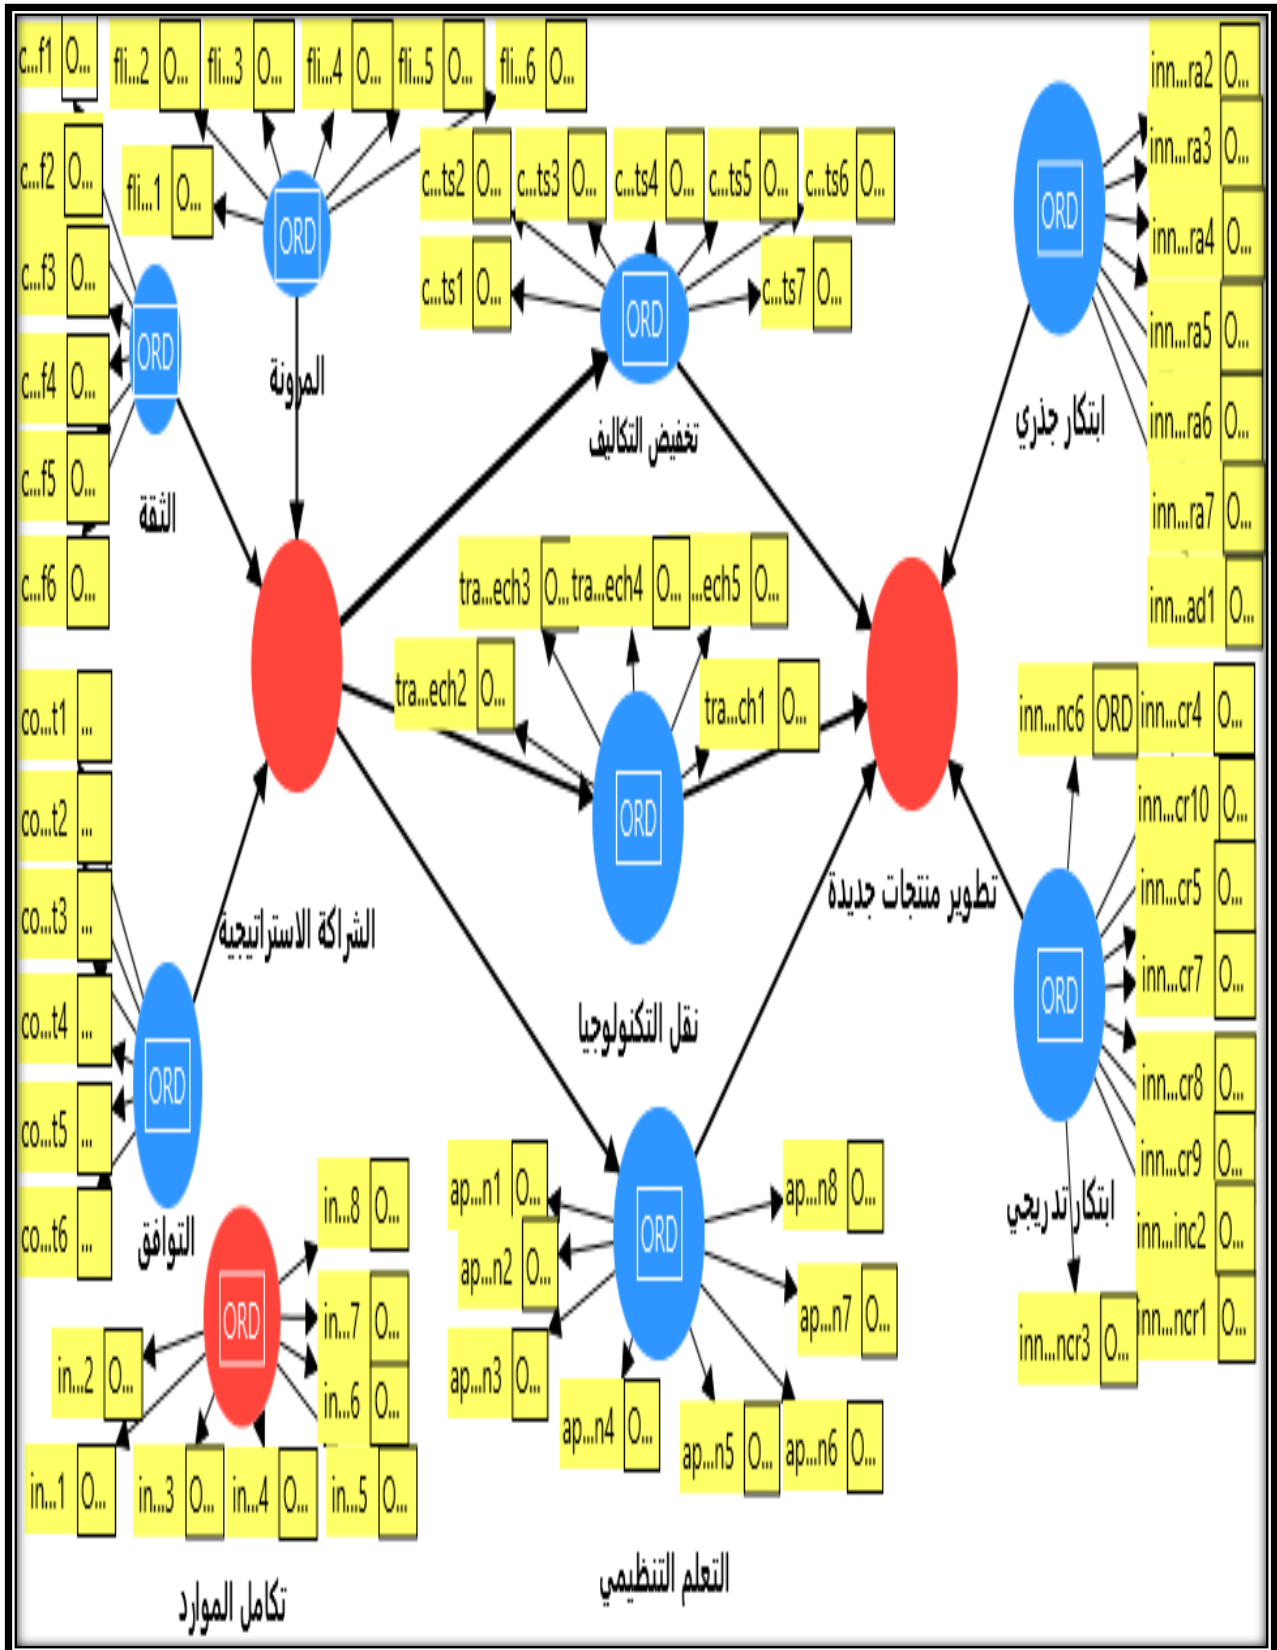 c...f1 O...
fli...2 O...
fli...3 O...
fli...4 O...
fli...5 O...
fli...6 O...
inn...ra2 O...
c...f2 O...
fli...1 O...
ORD
c...ts2 O...
c...ts3 O...
c...ts4 O...
c...ts5 O...
c...ts6 O...
ORD
inn...ra3 O...
inn...ra4 O...
c...f3 O...
c...ts1 O...
ORD
c...ts7 O...
inn...ra5 O...
ORD
c...f4 O...
المرونة
تخفيض التكاليف
ابتكار جذري
inn...ra6 O...
c...f5 O...
الثقة
inn...ra7 O...
c...f6 O...
tra...ech3 O...
tra...ech4 O...
...ech5 O...
inn...ad1 O...
co...t1 ...
tra...ech2 O...
tra...ch1 O...
inn...nc6 ORD
inn...cr4 O...
co...t2 ...
ORD
inn...cr10 O...
co...t3 ...
الشراكة الاستراتيجية
تطوير منتجات جديدة
inn...cr5 O...
co...t4 ...
نقل التكنولوجيا
ORD
inn...cr7 O...
ORD
inn...cr8 O...
co...t5 ...
inn...cr9 O...
co...t6 ...
التوافق
in...8 O...
ap...n1 O...
ORD
ap...n8 O...
ابتكار تدريجي
inn...inc2 O...
ap...n2 O...
ORD
in...7 O...
ap...n7 O...
inn...ncr3 O...
inn...ncr1 O...
in...2 O...
in...6 O...
ap...n3 O...
ap...n4 O...
ap...n5 O...
ap...n6 O...
in...1 O...
in...3 O...
in...4 O...
in...5 O...
تكامل الموارد
التعلم التنظيمي